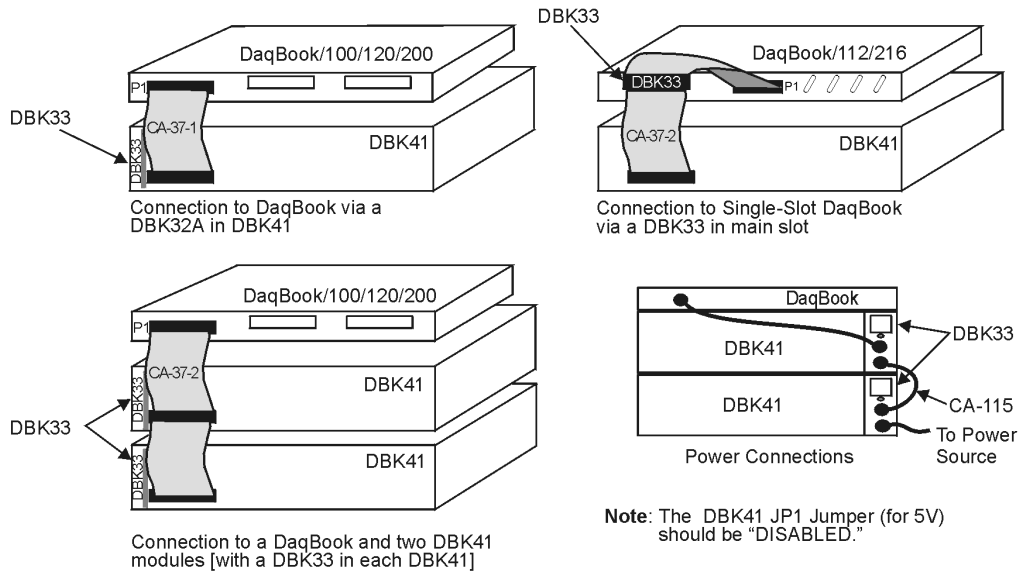 DaqBook/100/120/200
P1
DBK33
CA-37-1
DBK33
DBK41
Connection to DaqBook via a
DBK32A in DBK41
DBK33
DaqBook/112/216
DBK33
P1
CA-37-2
DBK41
Connection to Single-Slot DaqBook
via a DBK33 in main slot
DaqBook/100/120/200
P1
CA-37-2
DBK33
DBK41
DBK33
DBK33
DBK41
Connection to a DaqBook and two DBK41
modules [with a DBK33 in each DBK41]
DaqBook
DBK33
DBK41
DBK41
CA-115
To Power
Source
Power Connections
Note: The DBK41 JP1 Jumper (for 5V)
should be “DISABLED.”